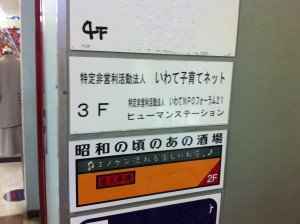 4F
特定非営利活動法人 いわて子育てネット
3F
特定非営利活動法人 いわてNPOフォーラム21
ヒューマンステーション
昭和の頃のあの酒場
2F